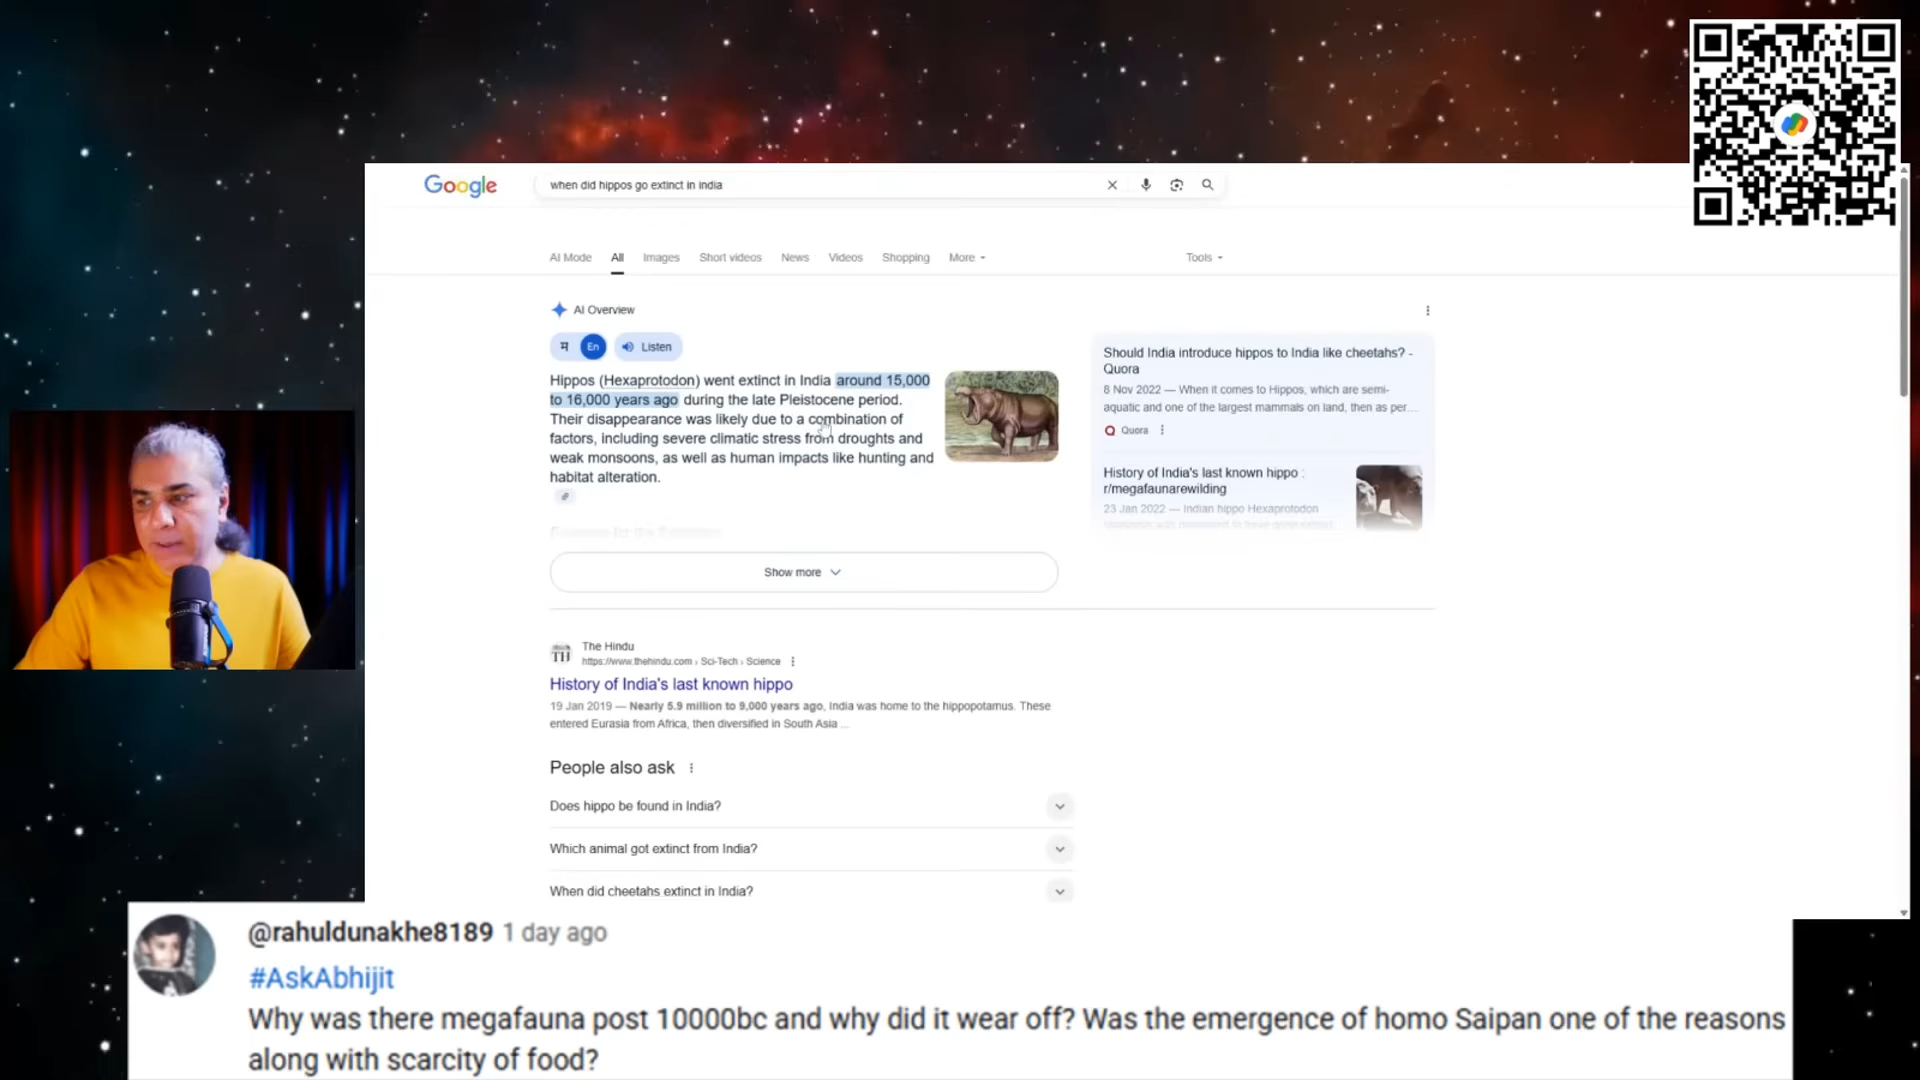 Google
when did hippos go extinct in india
AI Mode All Images Short videos News Videos Shopping More Tools
AI Overview
म En Listen
Hippos (Hexaprotodon) went extinct in India around 15,000
to 16,000 years ago during the late Pleistocene period.
Their disappearance was likely due to a combination of
factors, including severe climatic stress from droughts and
weak monsoons, as well as human impacts like hunting and
habitat alteration.
Show more
Should India introduce hippos to India like cheetahs? -
Quora
8 Nov 2022 — When it comes to Hippos, which are semi-
aquatic and one of the largest mammals on land, then as per...
Quora
History of India's last known hippo :
r/megafaunarewilding
23 Jan 2022 — Indian hippo Hexaprotodon
TH
The Hindu
https://www.thehindu.com › Sci-Tech › Science
History of India's last known hippo
19 Jan 2019 — Nearly 5.9 million to 9,000 years ago, India was home to the hippopotamus. These
entered Eurasia from Africa, then diversified in South Asia ...
People also ask
Does hippo be found in India?
Which animal got extinct from India?
When did cheetahs extinct in India?
@rahuldunakhe8189 1 day ago
#AskAbhijit
Why was there megafauna post 10000bc and why did it wear off? Was the emergence of homo Saipan one of the reasons
along with scarcity of food?